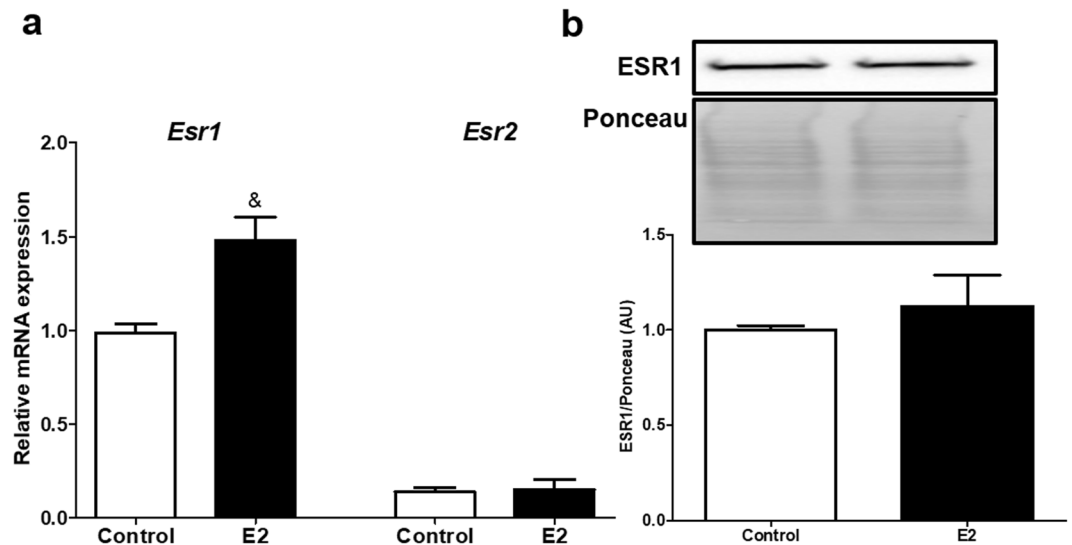 a
Esr1
Esr2
Relative mRNA expression
2.0
1.5
1.0
0.5
0.0
&
Control
E2
Control
E2
b
ESR1
Ponceau
ESR1/Ponceau (AU)
1.5
1.0
0.5
0.0
Control
E2